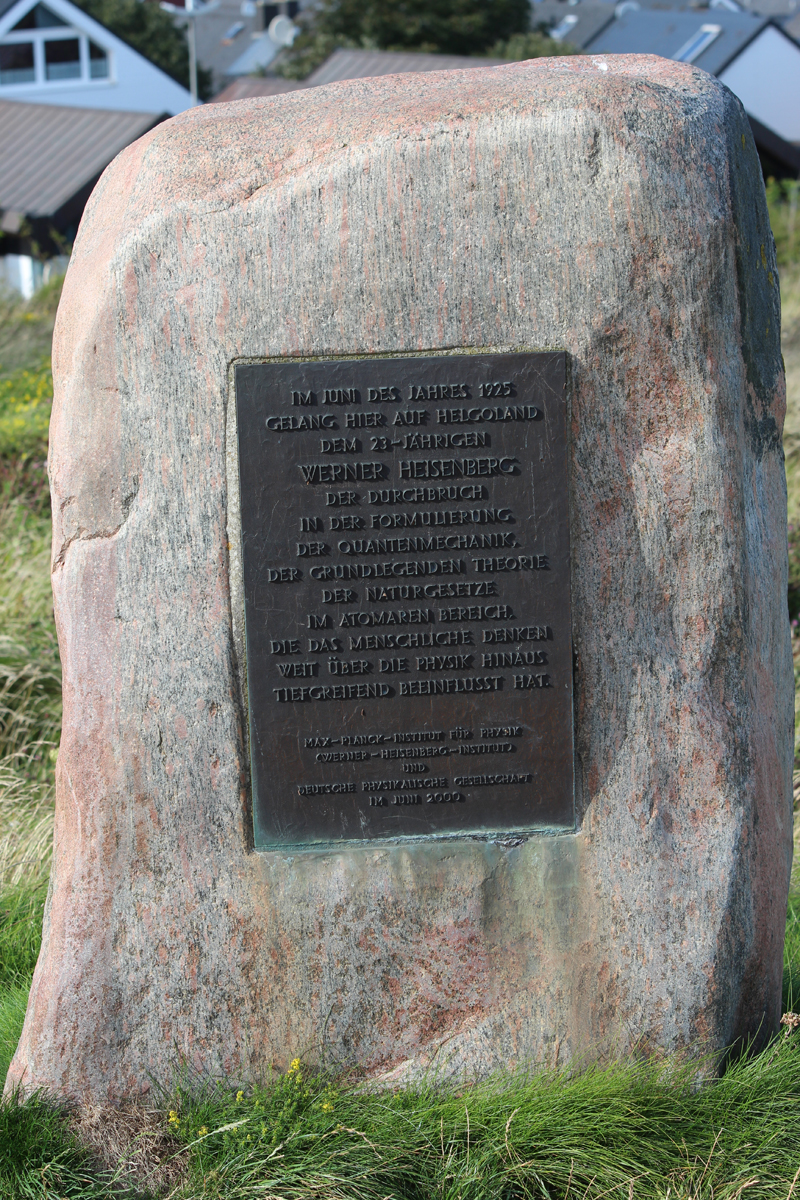 IM JUNI DES JAHRES 1925
GELANG HIER AUF HELGOLAND
DEM 23-JÄHRIGEN
WERNER HEISENBERG
DER DURCHBRUCH
IN DER FORMULIERUNG
DER QUANTENMECHANIK,
DER GRUNDLEGENDEN THEORIE
DER NATURGESETZE
IM ATOMAREN BEREICH,
DIE DAS MENSCHLICHE DENKEN
WEIT ÜBER DIE PHYSIK HINAUS
TIEFGREIFEND BEEINFLUSST HAT.
MAX-PLANCK-INSTITUT FÜR PHYSIK
(WERNER-HEISENBERG-INSTITUT)
UND
DEUTSCHE PHYSIKALISCHE GESELLSCHAFT
IM JUNI 2000